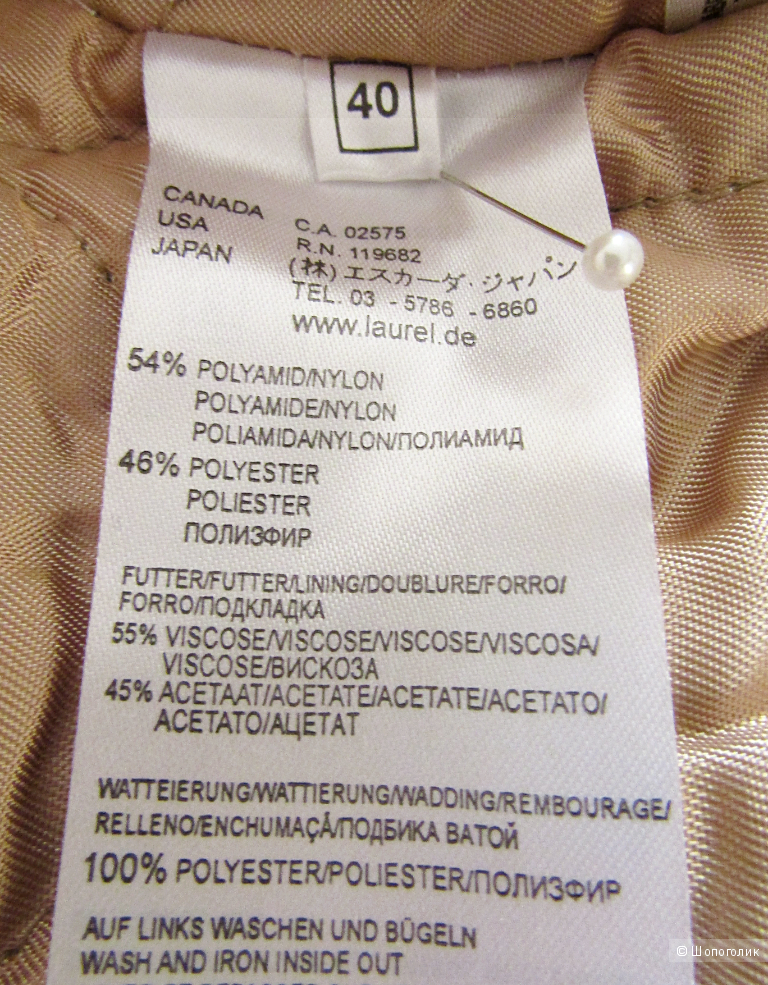 40
CANADA
USA
JAPAN
C.A. 02575
R.N. 119682
(株)エスカーダ・ジャパン
TEL. 03 - 5786 - 6860
www.laurel.de
54% POLYAMID/NYLON
POLYAMIDE/NYLON
POLIAMIDA/NYLON/ПОЛИАМИД
46% POLYESTER
POLIESTER
ПОЛИЗФИР
FUTTER/FUTTER/LINING/DOUBLURE/FORRO/
FORRO/ПОДКЛАДКА
55% VISCOSE/VISCOSE/VISCOSE/VISCOSA/
VISCOSE/ВИСКОЗА
45% ACETAAT/ACETATE/ACETATE/ACETATO/
ACETATO/АЦЕТАТ
WATTEIERUNG/WATTIERUNG/WADDING/REMBOURAGE/
RELLENO/ENCHUMAÇÅ/ПОДБИКА ВАТОЙ
100% POLYESTER/POLIESTER/ПОЛИЗФИР
AUF LINKS WASCHEN UND BÜGELN
WASH AND IRON INSIDE OUT
© Шопоголик